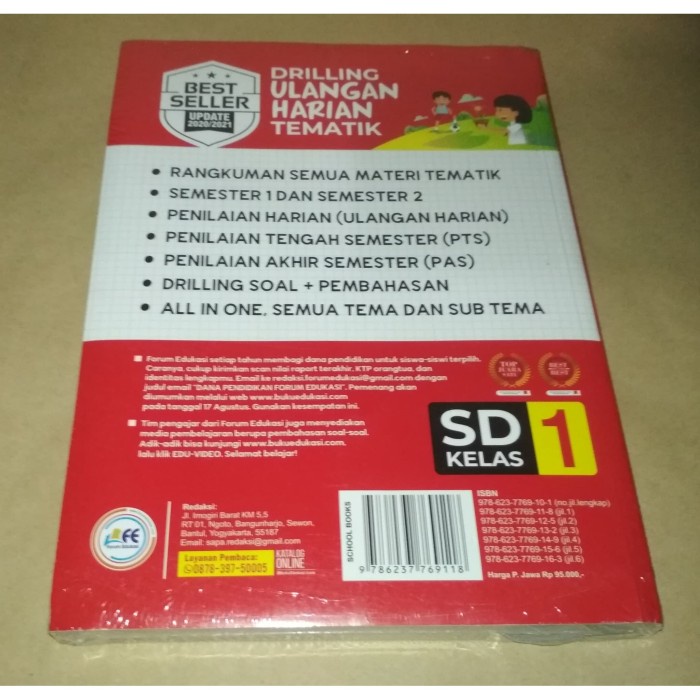 BEST
SELLER
UPDATE
2020/2021
DRILLING
ULANGAN
HARIAN
TEMATIK
• RANGKUMAN SEMUA MATERI TEMATIK
• SEMESTER 1 DAN SEMESTER 2
• PENILAIAN HARIAN (ULANGAN HARIAN)
• PENILAIAN TENGAH SEMESTER (PTS)
• PENILAIAN AKHIR SEMESTER (PAS)
• DRILLING SOAL + PEMBAHASAN
• ALL IN ONE, SEMUA TEMA DAN SUB TEMA
Forum Edukasi setiap tahun membagi dana pendidikan untuk siswa-siswi terpilih.
Caranya, cukup kirimkan scan nilai raport terakhir, KTP orangtua, dan
identitas lengkapmu. Email ke redaksi.forumedukasi@gmail.com dengan
judul email "DANA PENDIDIKAN FORUM EDUKASI". Pemenang akan
diumumkan melalui web www.bukuedukasi.com
pada tanggal 17 Agustus. Gunakan kesempatan ini.
Tim pengajar dari Forum Edukasi juga menyediakan
media pembelajaran berupa pembahasan soal-soal.
Adik-adik bisa kunjungi www.bukuedukasi.com,
lalu klik EDU-VIDEO. Selamat belajar!
TOP
BEST
SD
KELAS
1
Redaksi:
Jl. Imogiri Barat KM 5,5
RT 01, Ngoto, Bangunharjo, Sewon,
Bantul, Yogyakarta, 55187
Email: sapa.redaksi@gmail.com
Layanan Pembaca:
0878-397-50005
KATALOG
ONLINE
SCHOOL BOOKS
9 786237 769118
ISBN
978-623-7769-10-1 (no.jil.lengkap)
978-623-7769-11-8 (jil.1)
978-623-7769-12-5 (jil.2)
978-623-7769-13-2 (jil.3)
978-623-7769-14-9 (jil.4)
978-623-7769-15-6 (jil.5)
978-623-7769-16-3 (jil.6)
Harga P. Jawa Rp 95.000,-